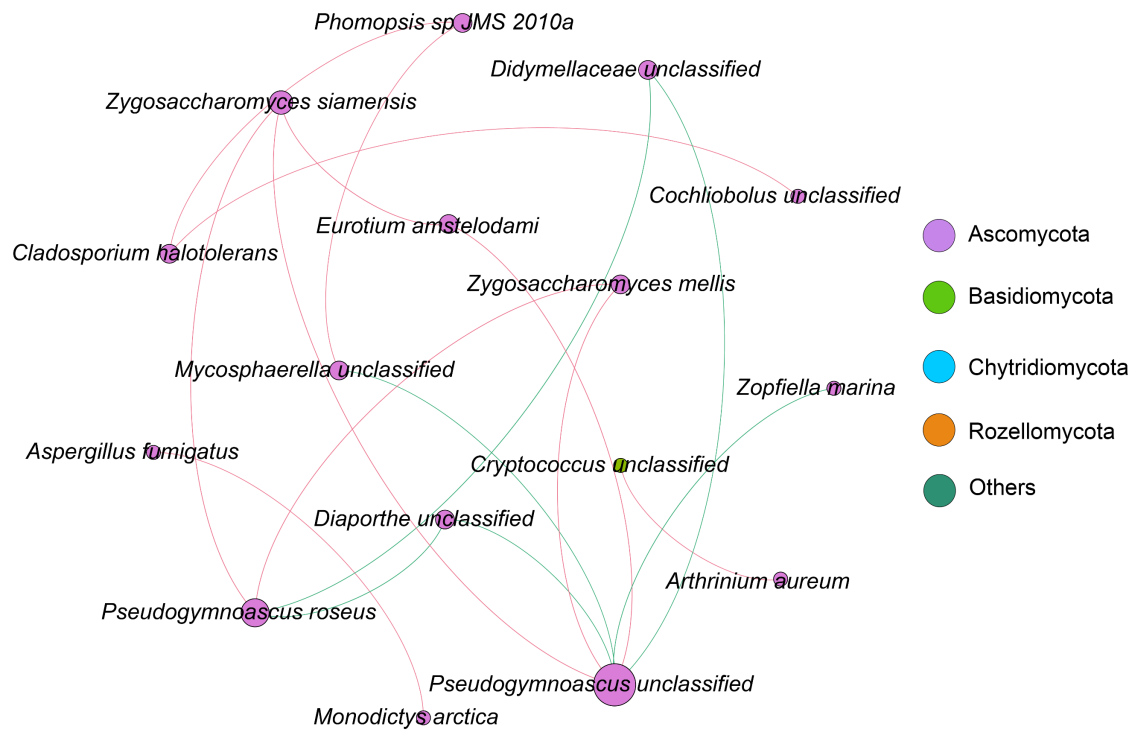 Phomopsis sp JMS 2010a
Didymellaceae unclassified
Zygosaccharomyces siamensis
Cochliobolus unclassified
Eurotium amstelodami
Cladosporium halotolerans
Zygosaccharomyces mellis
Mycosphaerella unclassified
Zopfiella marina
Aspergillus fumigatus
Cryptococcus unclassified
Diaporthe unclassified
Arthrinium aureum
Pseudogymnoascus roseus
Pseudogymnoascus unclassified
Monodictys arctica
Ascomycota
Basidiomycota
Chytridiomycota
Rozellomycota
Others